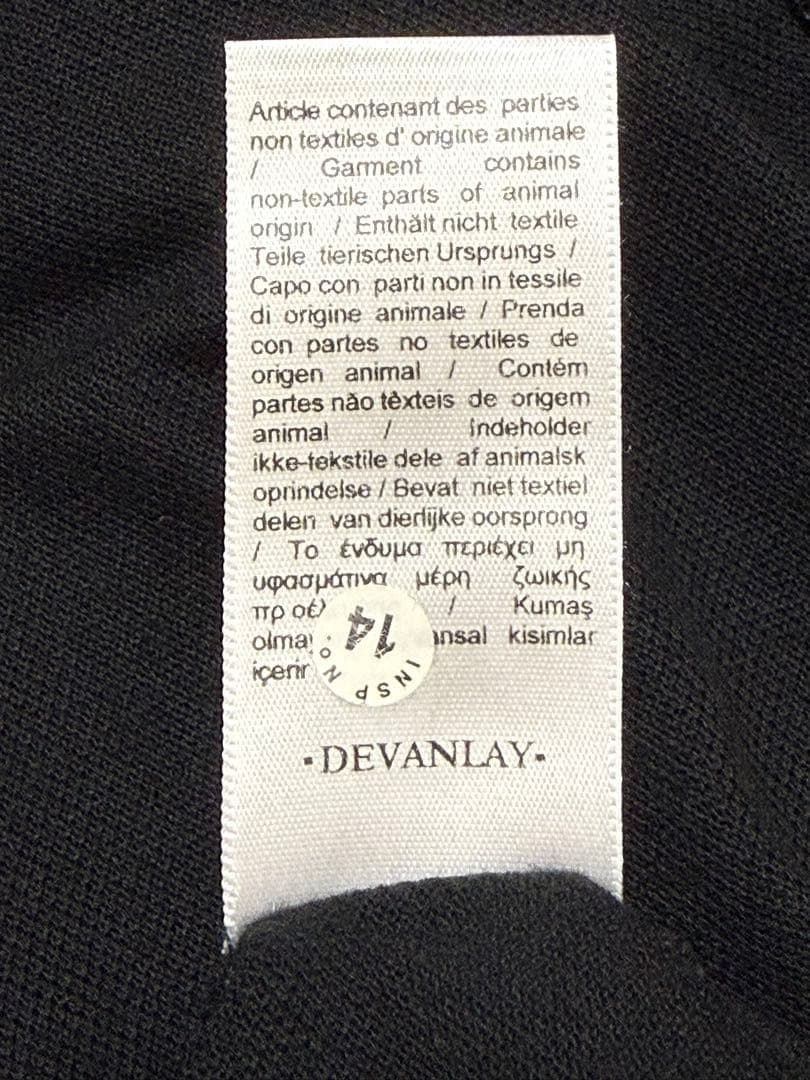 Article contenant des parties
non textiles d' origine animale
/ Garment contains
non-textile parts of animal
origin / Enthält nicht textile
Teile tierischen Ursprungs /
Capo con parti non in tessile
di origine animale / Prenda
con partes no textiles de
origen animal / Contém
partes não têxteis de origem
animal / Indeholder
ikke-tekstile dele af animalsk
oprindelse / Bevat niet textiel
delen van dierlijke oorsprong
/ Το ένδυμα περιέχει μη
υφασμάτινα μέρη ζωικής
/ Kumaş
kisimlar
içerir
INSP N° 14
·DEVANLAY·